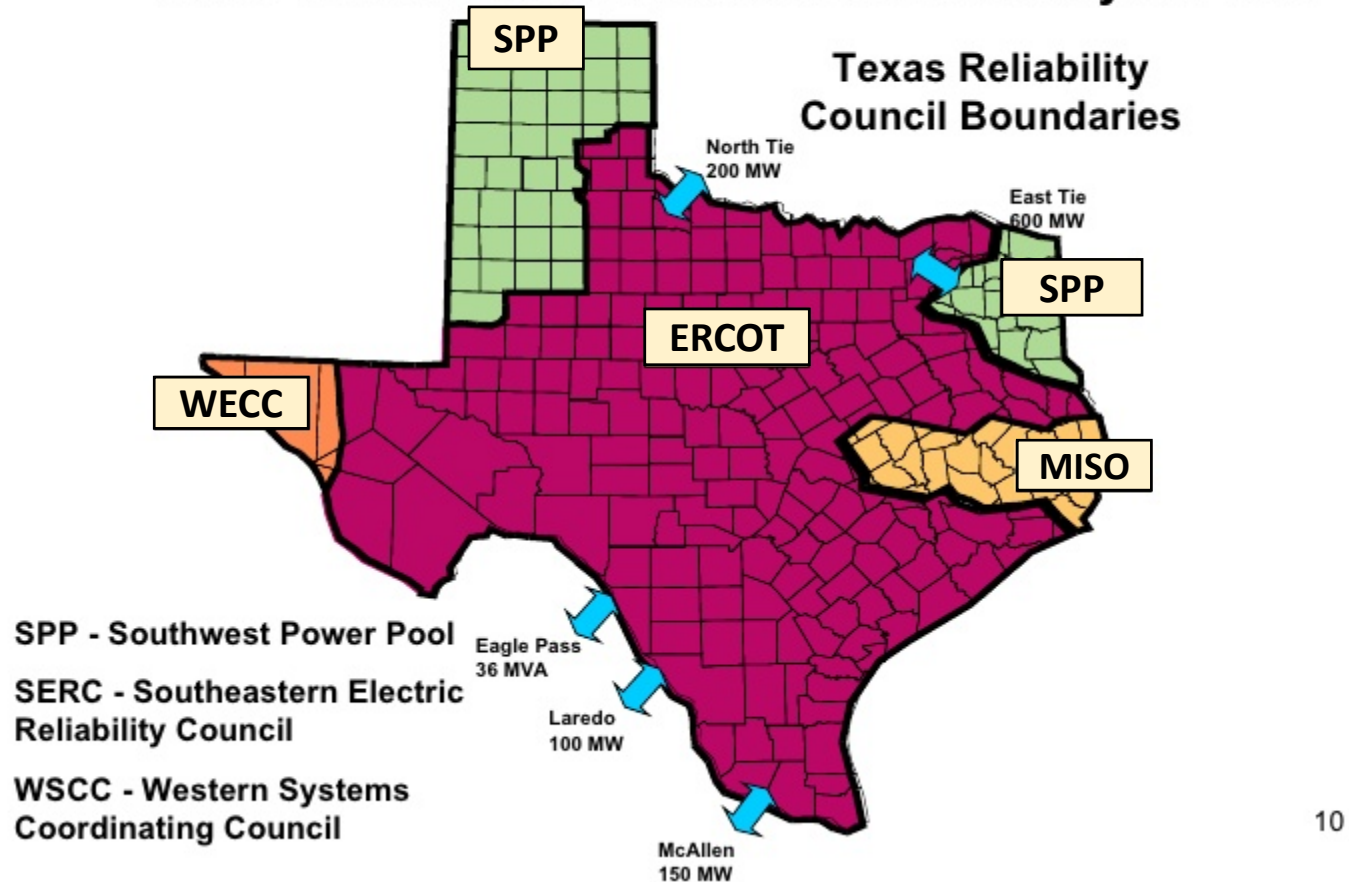 SPP
Texas Reliability
Council Boundaries
North Tie
200 MW
East Tie
600 MW
SPP
ERCOT
WECC
MISO
SPP - Southwest Power Pool
SERC - Southeastern Electric
Reliability Council
WSCC - Western Systems
Coordinating Council
Eagle Pass
36 MVA
Laredo
100 MW
McAllen
150 MW
10